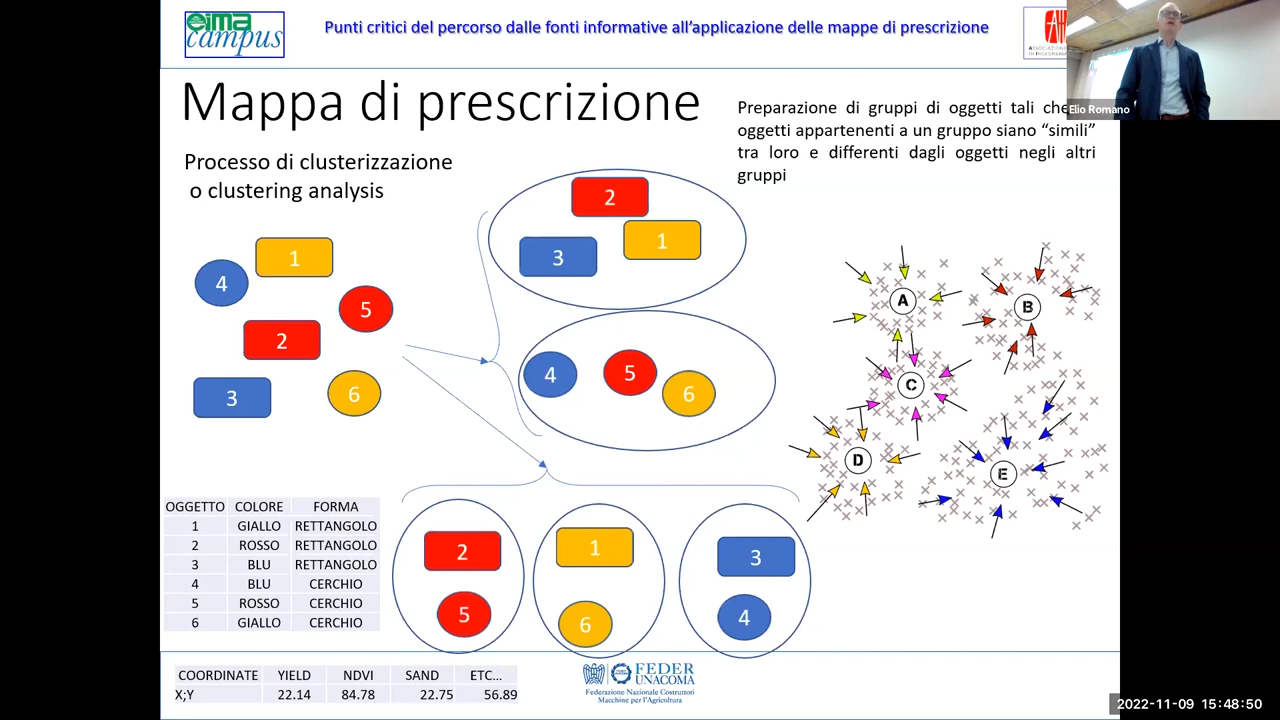 eima
campus
Punti critici del percorso dalle fonti informative all'applicazione delle mappe di prescrizione
Elio Romano
Mappa di prescrizione
Preparazione di gruppi di oggetti tali che
oggetti appartenenti a un gruppo siano “simili”
tra loro e differenti dagli oggetti negli altri
gruppi
Processo di clusterizzazione
o clustering analysis
1
4
5
2
3
6
2
1
3
4
5
6
2
5
1
6
3
4
A
B
C
D
E
OGGETTO COLORE FORMA
1 GIALLO RETTANGOLO
2 ROSSO RETTANGOLO
3 BLU RETTANGOLO
4 BLU CERCHIO
5 ROSSO CERCHIO
6 GIALLO CERCHIO
COORDINATE YIELD NDVI SAND ETC...
X;Y 22.14 84.78 22.75 56.89
FEDER
UNACOMA
Federazione Nazionale Costruttori
Macchine per l'Agricoltura
2022-11-09 15:48:50